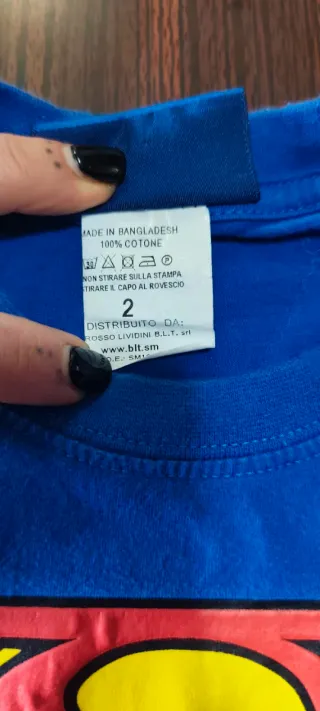 MADE IN BANGLADESH
100% COTONE
30 P
NON STIRARE SULLA STAMPA
STIRARE IL CAPO AL ROVESCIO
2
DISTRIBUITO DA:
ROSSO LIVIDINI B.L.T. srl
www.blt.sm